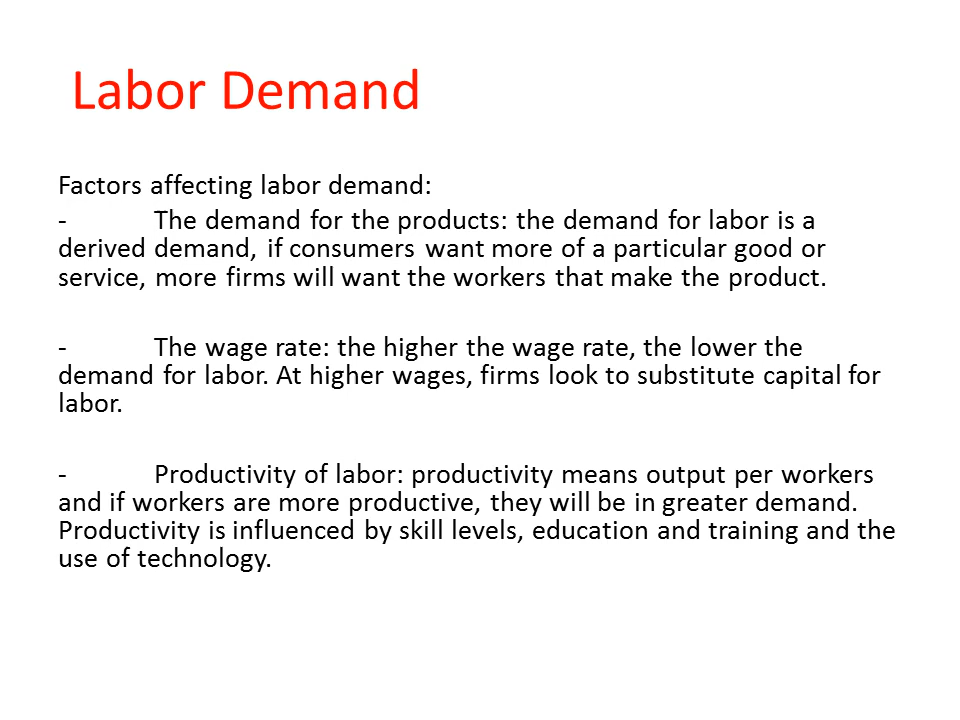 Labor Demand
Factors affecting labor demand:
- The demand for the products: the demand for labor is a
derived demand, if consumers want more of a particular good or
service, more firms will want the workers that make the product.
- The wage rate: the higher the wage rate, the lower the
demand for labor. At higher wages, firms look to substitute capital for
labor.
- Productivity of labor: productivity means output per workers
and if workers are more productive, they will be in greater demand.
Productivity is influenced by skill levels, education and training and the
use of technology.